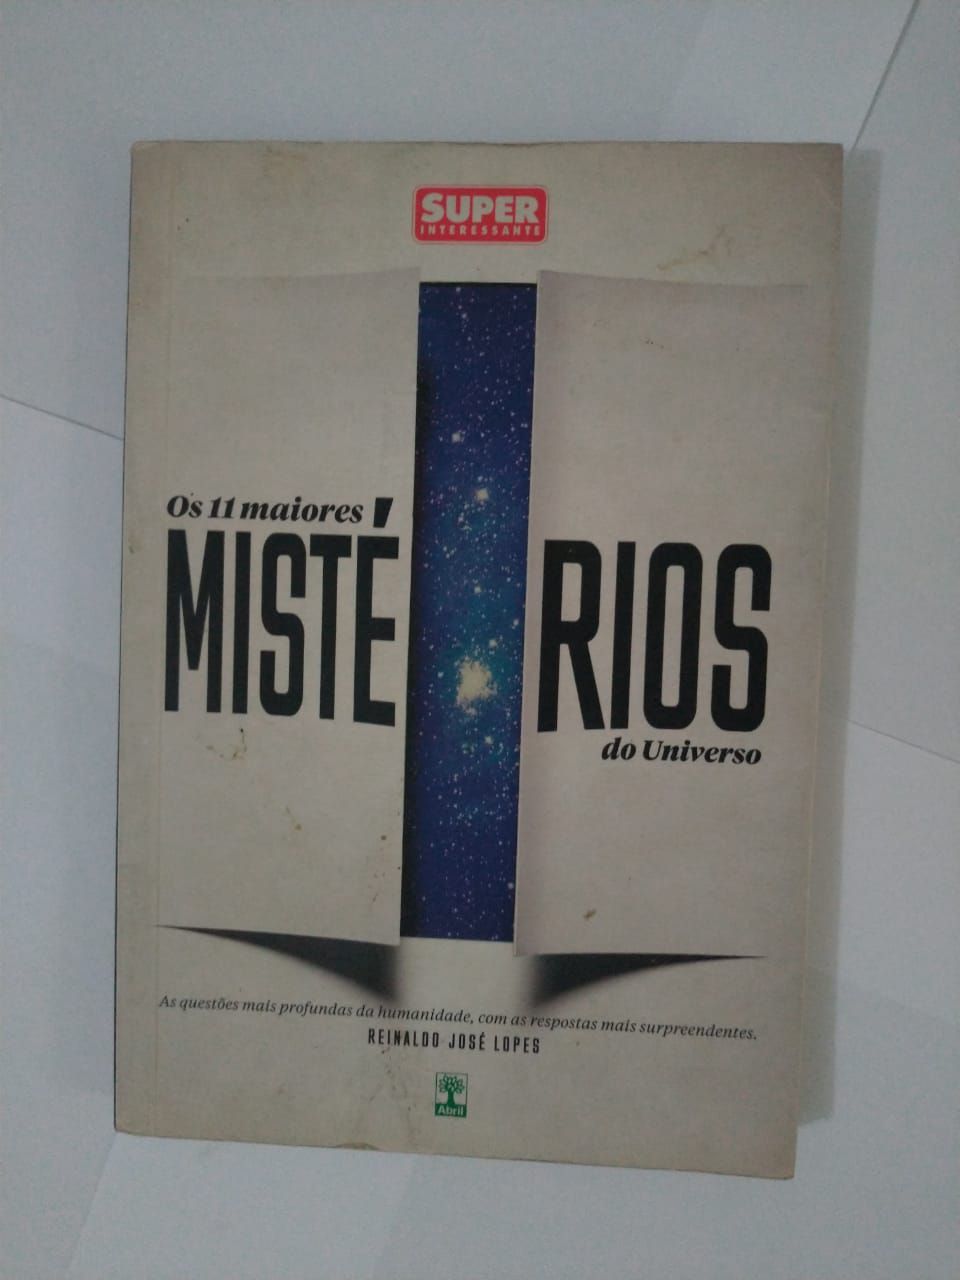 SUPER
INTERESSANTE
Os 11 maiores
MISTÉRIOS
do Universo
As questões mais profundas da humanidade, com as respostas mais surpreendentes.
REINALDO JOSÉ LOPES
Abril